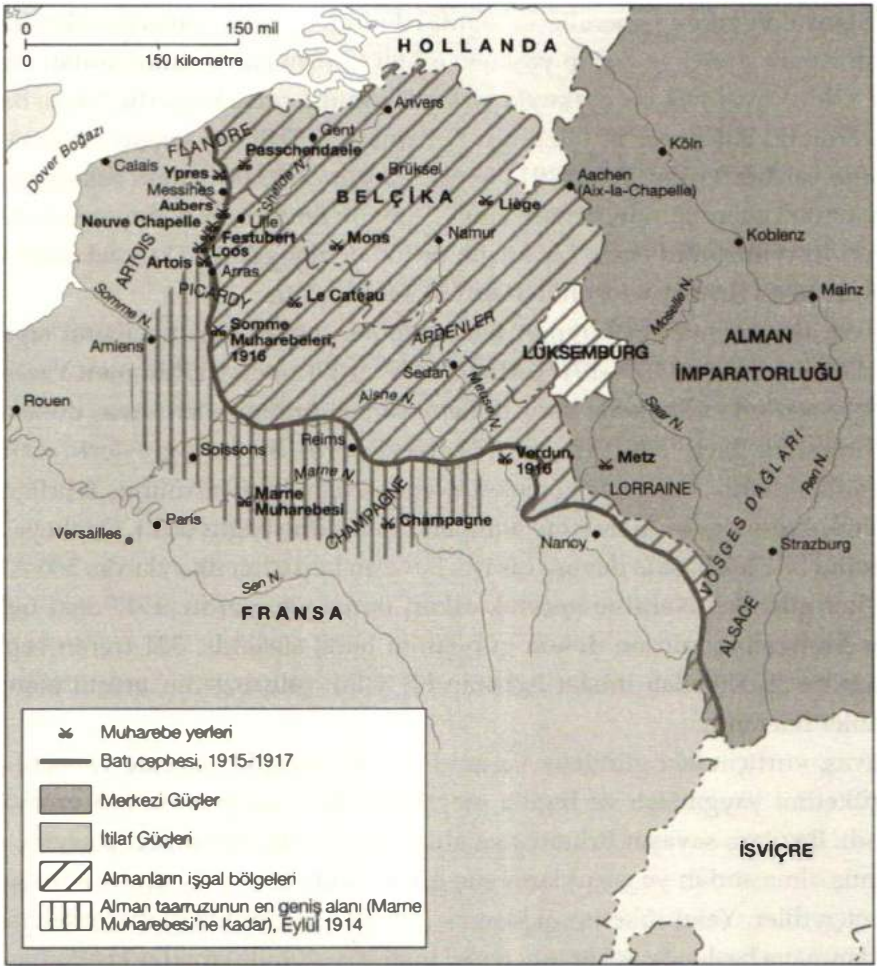 0 150 mil
0 150 kilometre
HOLLANDA
Dover Boğazı
Calais
FLANDRE
Gent
Anvers
Passchendaele
Ypres
Messihes
Aubers
Neuve Chapelle
Lille
Festubert
Loos
Artois
Arras
ARTOIS
PICARDY
Shelde N.
Brüksel
BELÇİKA
Liège
Mons
Namur
Le Cateau
Aachen
(Aix-la-Chapelle)
Köln
Koblenz
Mainz
Moselle N.
ALMAN
İMPARATORLUĞU
Somme N.
Amiens
Somme
Muharebeleri,
1916
ARDENLER
LÜKSEMBURG
Sedan
Meuse N.
Aisne N.
Saar N.
Rouen
Soissons
Reims
Marne N.
Verdun,
1916
Metz
LORRAINE
Marne
Muharebesi
CHAMPAGNE
Champagne
Paris
Versailles
Nancy
VOSGES DAĞLARI
Ren N.
Strazburg
ALSACE
Sen N.
FRANSA
İSVİÇRE
Muharebe yerleri
Batı cephesi, 1915-1917
Merkezi Güçler
İtilaf Güçleri
Almanların işgal bölgeleri
Alman taarruzunun en geniş alanı (Marne
Muharebesi'ne kadar), Eylül 1914